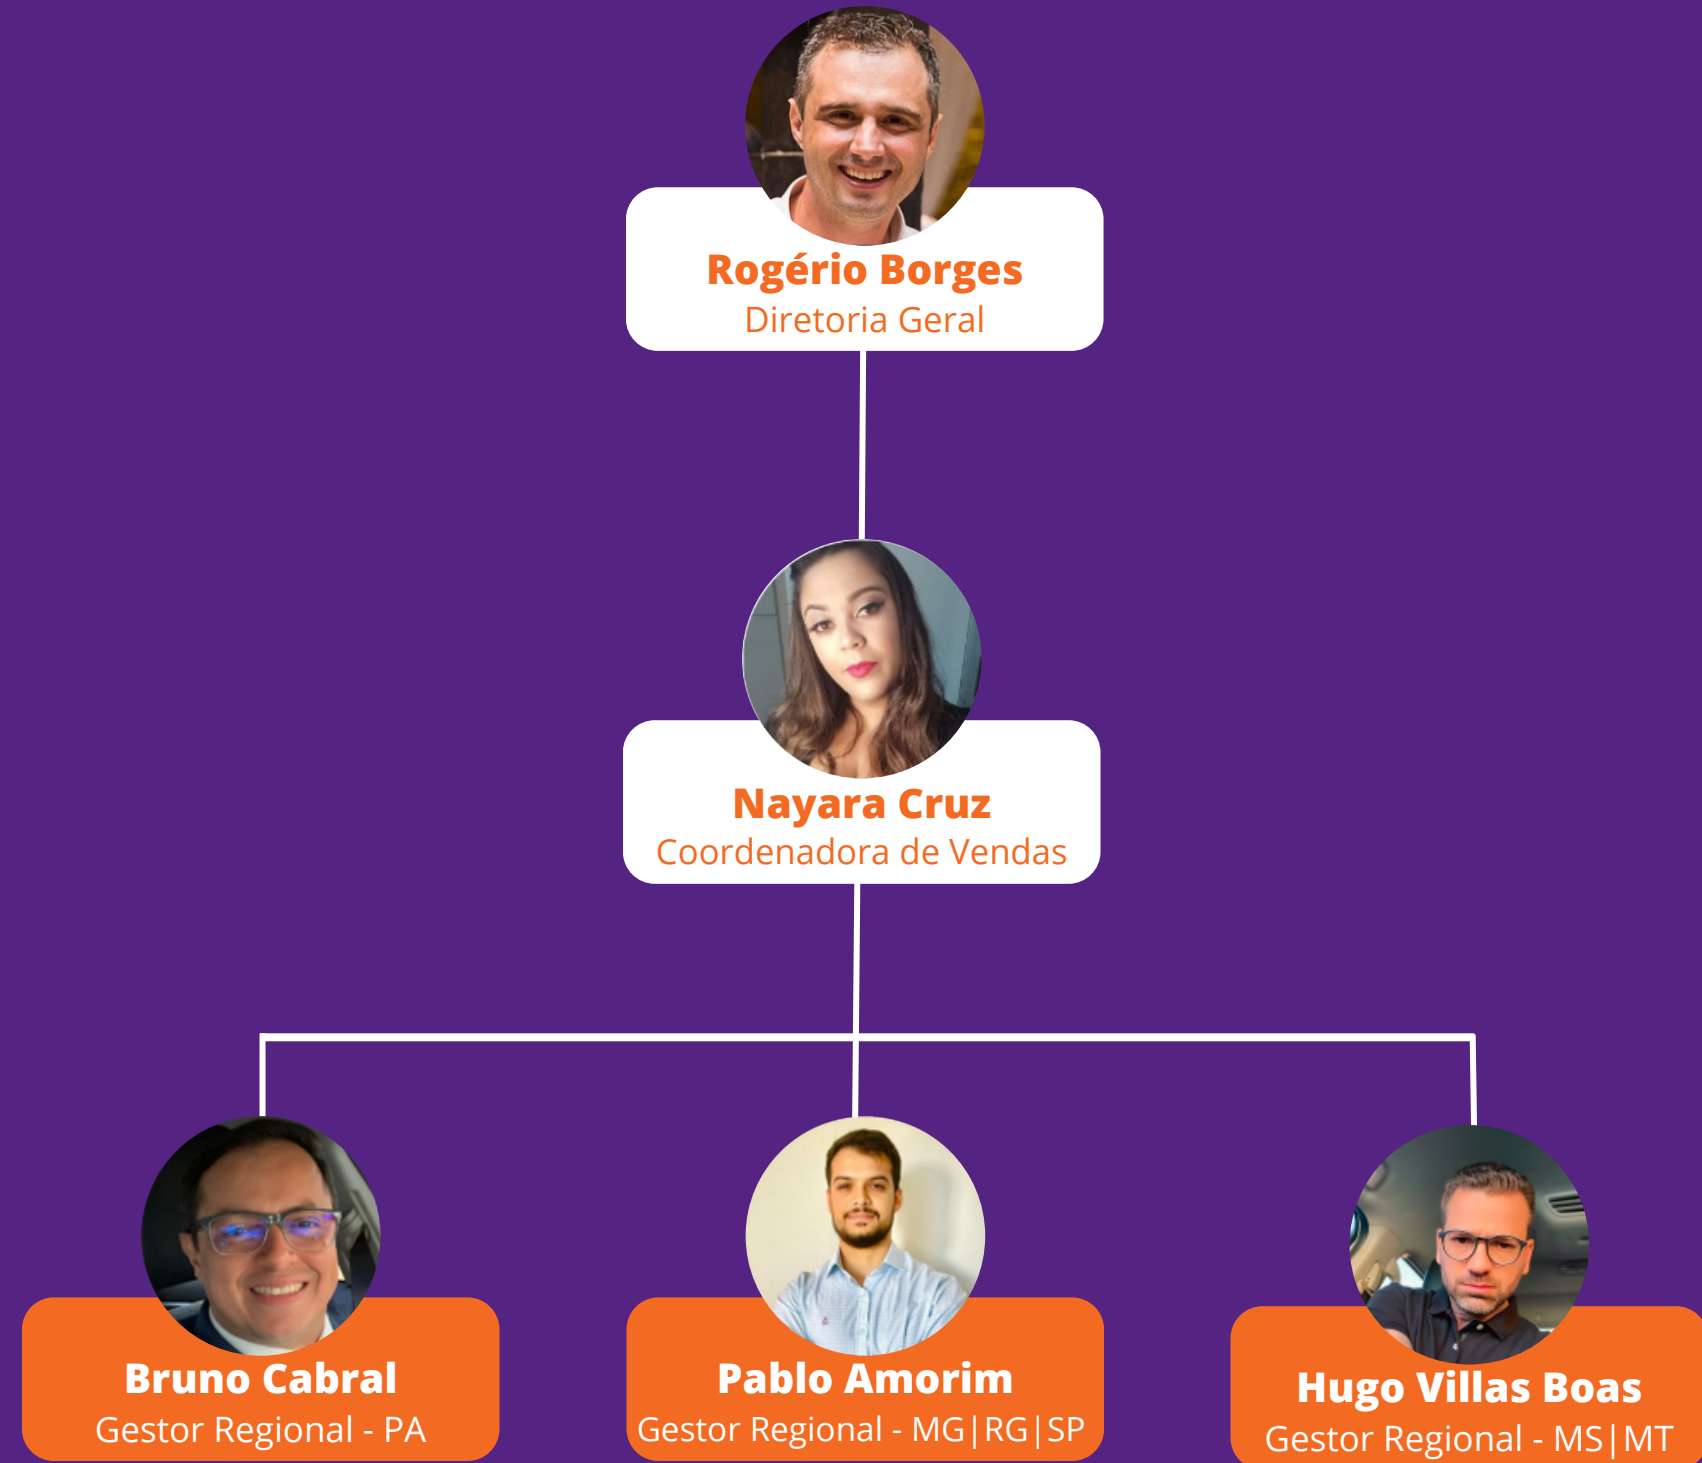 Rogério Borges
Diretoria Geral
Nayara Cruz
Coordenadora de Vendas
Bruno Cabral
Gestor Regional - PA
Pablo Amorim
Gestor Regional - MG|RG|SP
Hugo Villas Boas
Gestor Regional - MS|MT